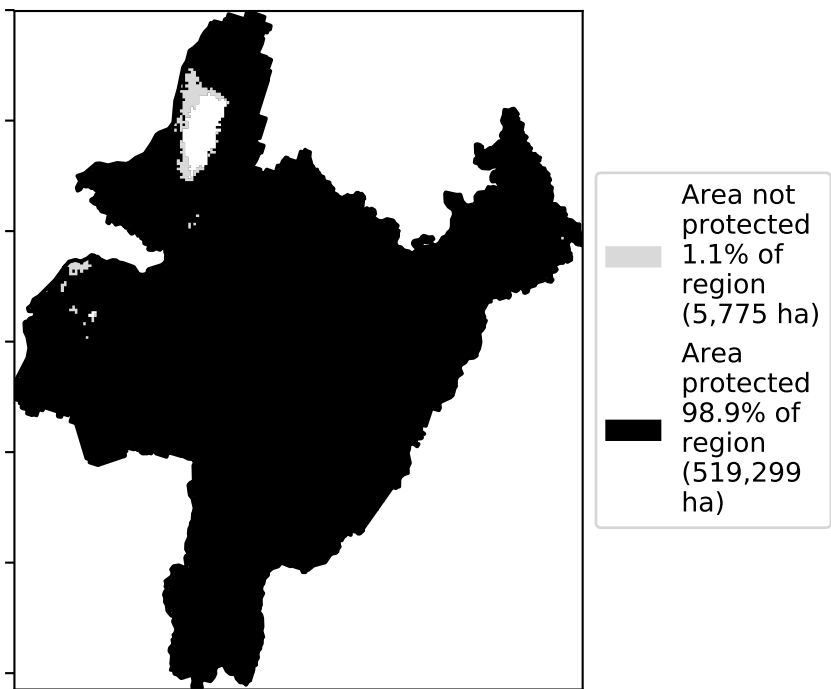 Area not
protected
1.1% of
region
(5,775 ha)
Area
protected
98.9% of
region
(519,299
ha)